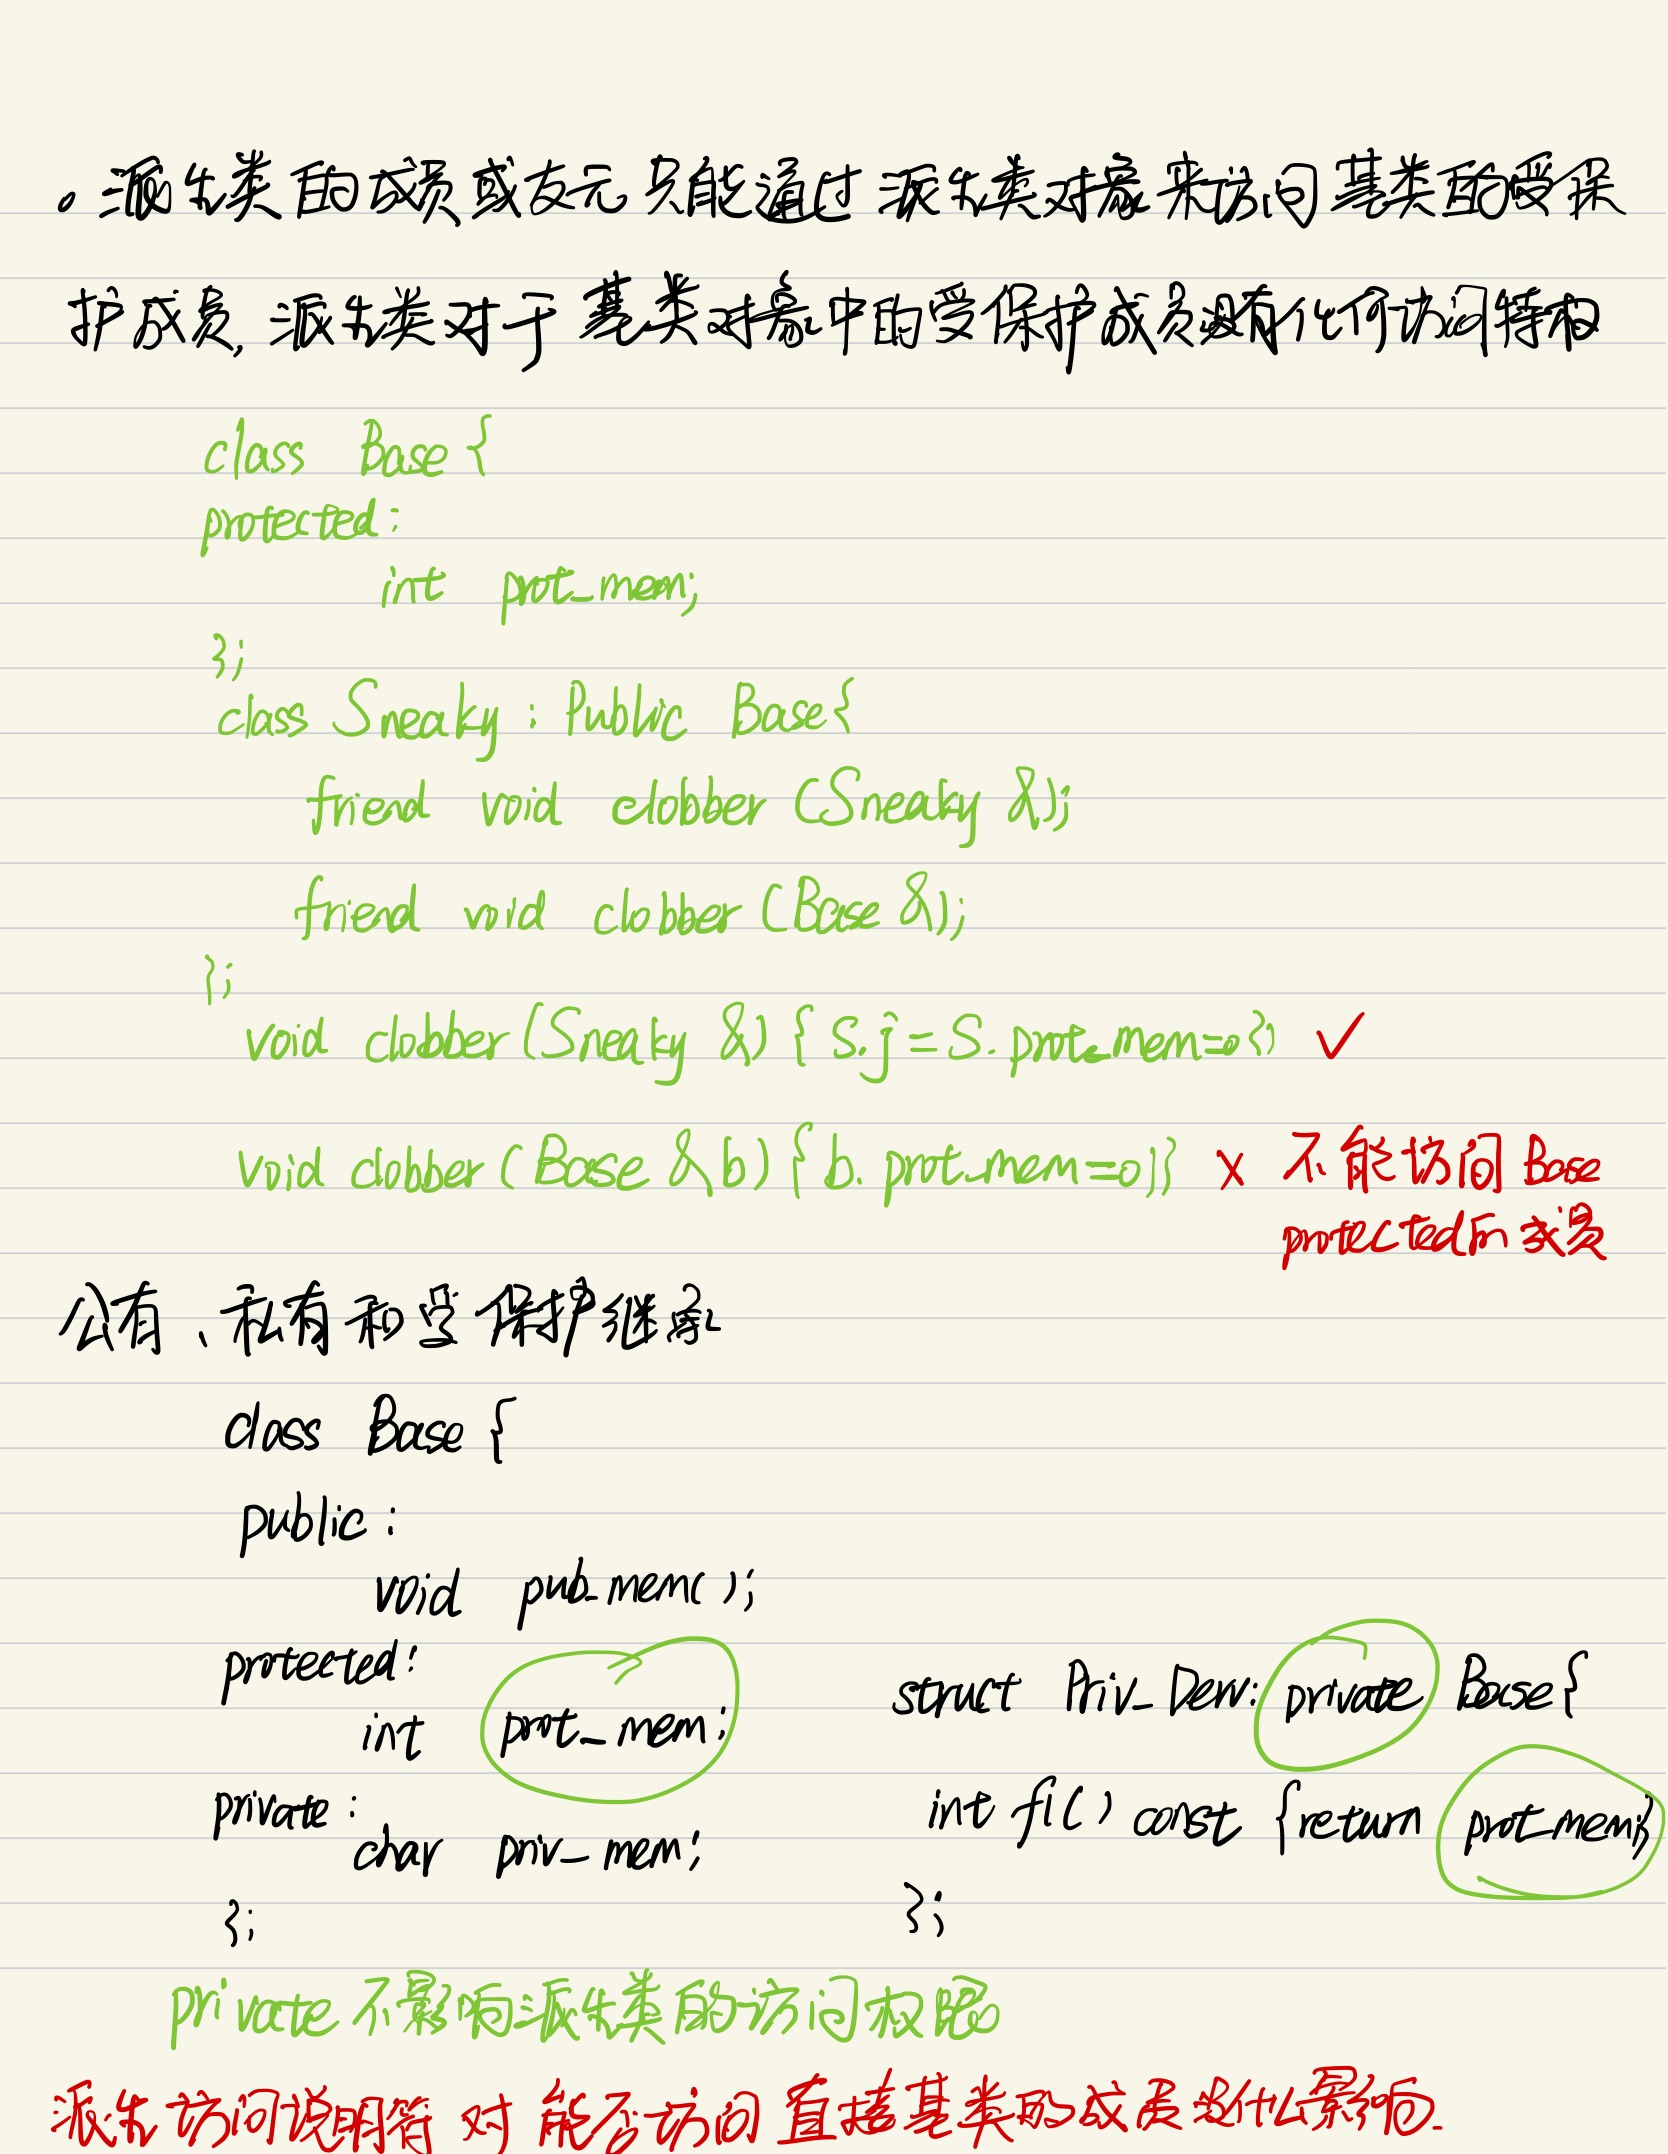 。派生类的成员或友元只能通过派生类对象来访问基类的受保
护成员,派生类对于基类对象中的受保护成员没有任何访问特权
class Base {
protected:
int prot_mem;
};
class Sneaky : Public Base{
friend void clobber (Sneaky &);
friend void clobber (Base &);
};
void clobber (Sneaky &) { S.j = S. prot_mem=0}; ✓
void clobber (Base & b) { b. prot_mem=0;} x 不能访问 Base
protected的成员
公有、私有和受保护继承
class Base {
public :
void pub_mem( );
protected:
int prot_mem;
private :
char priv_mem;
};
struct Priv_Derv: private Base{
int f1( ) const {return prot_mem;}
};
private 不影响派生类的访问权限
派生访问说明符 对 能否访问 直接基类的成员没什么影响.